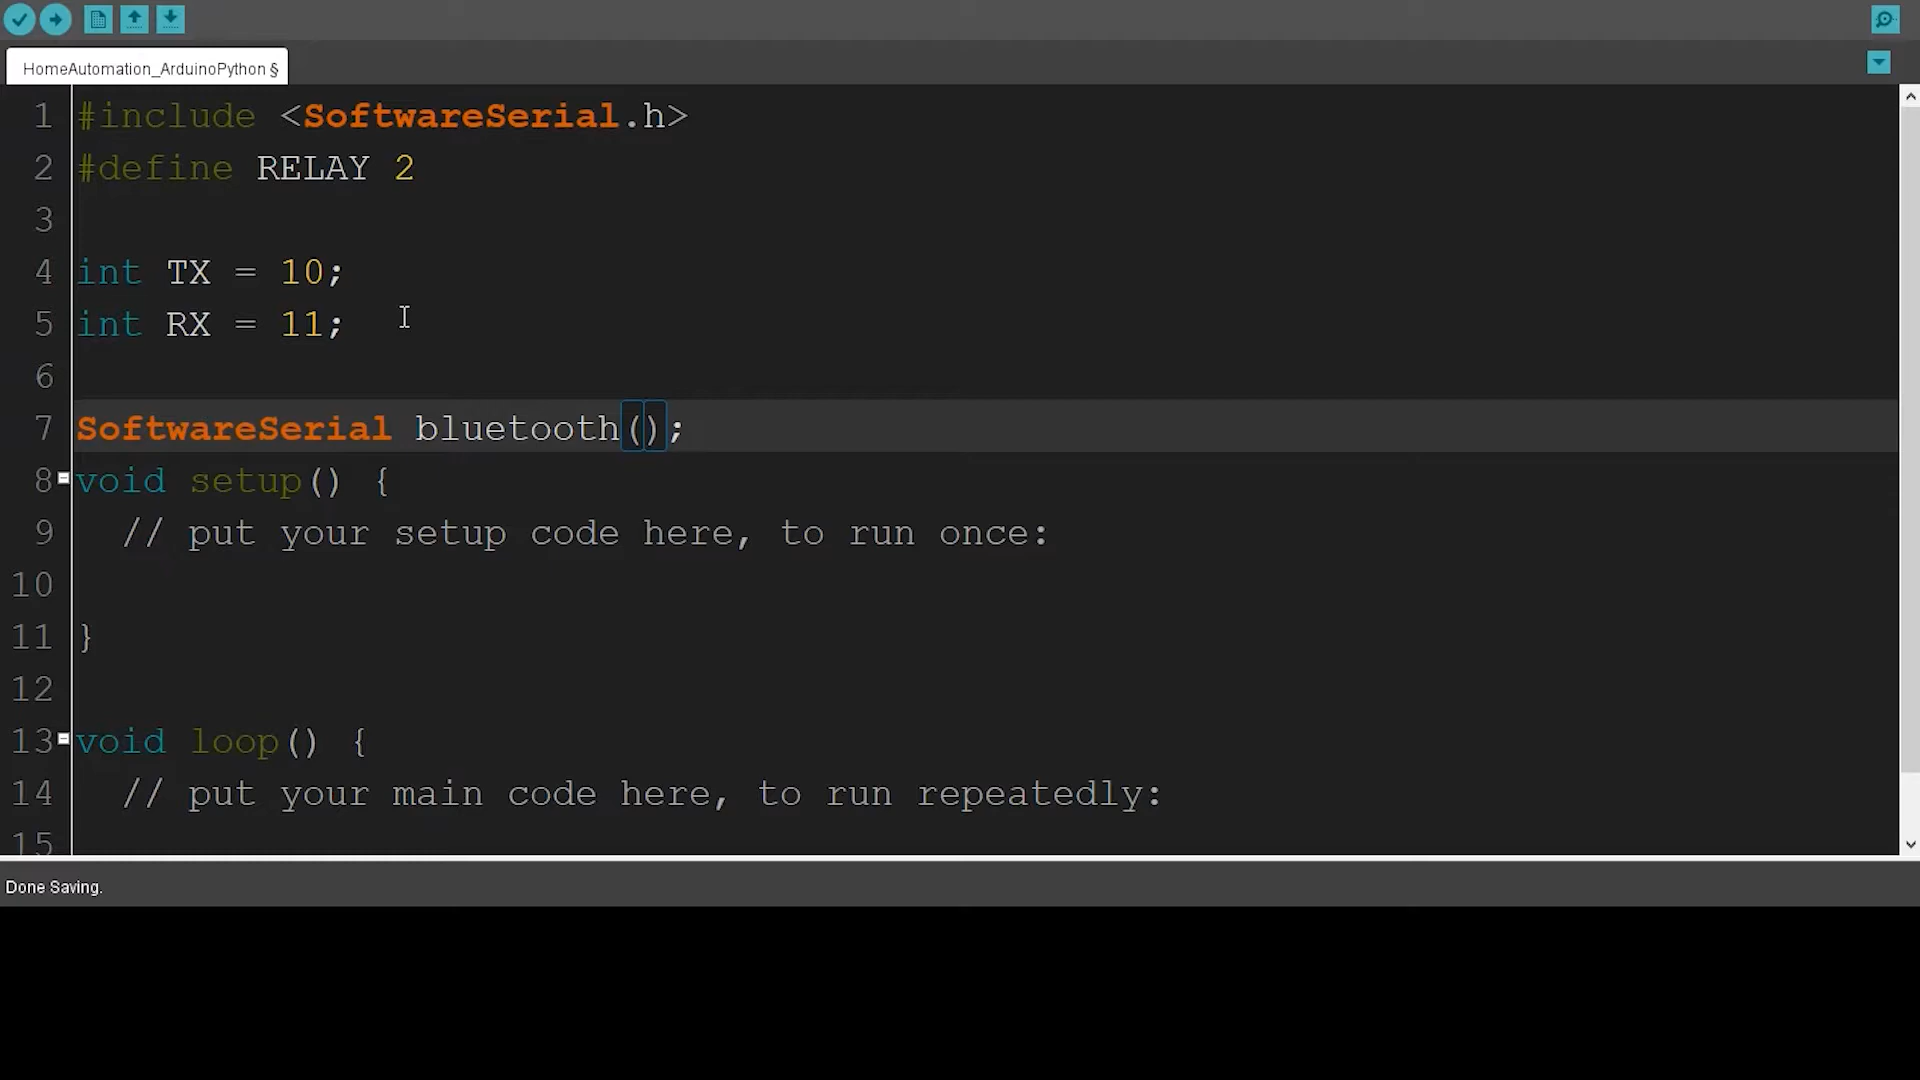 HomeAutomation_ArduinoPython §
1 #include <SoftwareSerial.h>
2 #define RELAY 2
3
4 int TX = 10;
5 int RX = 11;
6
7 SoftwareSerial bluetooth();
8 void setup() {
9   // put your setup code here, to run once:
10
11 }
12
13 void loop() {
14   // put your main code here, to run repeatedly:
15
Done Saving.